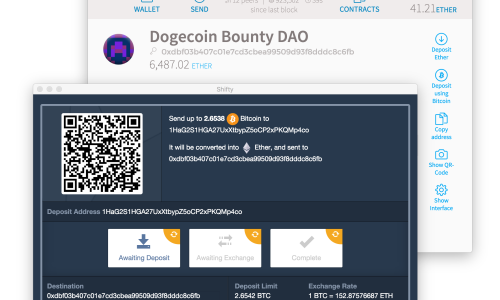 WALLET SEND since last block CONTRACTS 41.21 ETHER
Dogecoin Bounty DAO
0xdbf03b407c01e7cd3cbea99509d93f8dddc8c6fb
6,487.02 ETHER
Deposit
Ether
Deposit
using
Bitcoin
Copy
address
Show QR-
Code
Show
Interface
Shifty
Send up to 2.6538 Bitcoin to
1HaG2S1HGA27UxXtbypZ5oCP2xPKQMp4co
It will be converted into Ether, and sent to
0xdbf03b407c01e7cd3cbea99509d93f8dddc8c6fb
Deposit Address 1HaG2S1HGA27UxXtbypZ5oCP2xPKQMp4co
Awaiting Deposit Awaiting Exchange Complete
Destination Deposit Limit Exchange Rate
0xdbf03b407c01e7cd3cbea99509d93f8dddc8c6fb 2.6542 BTC 1 BTC = 152.87576687 ETH